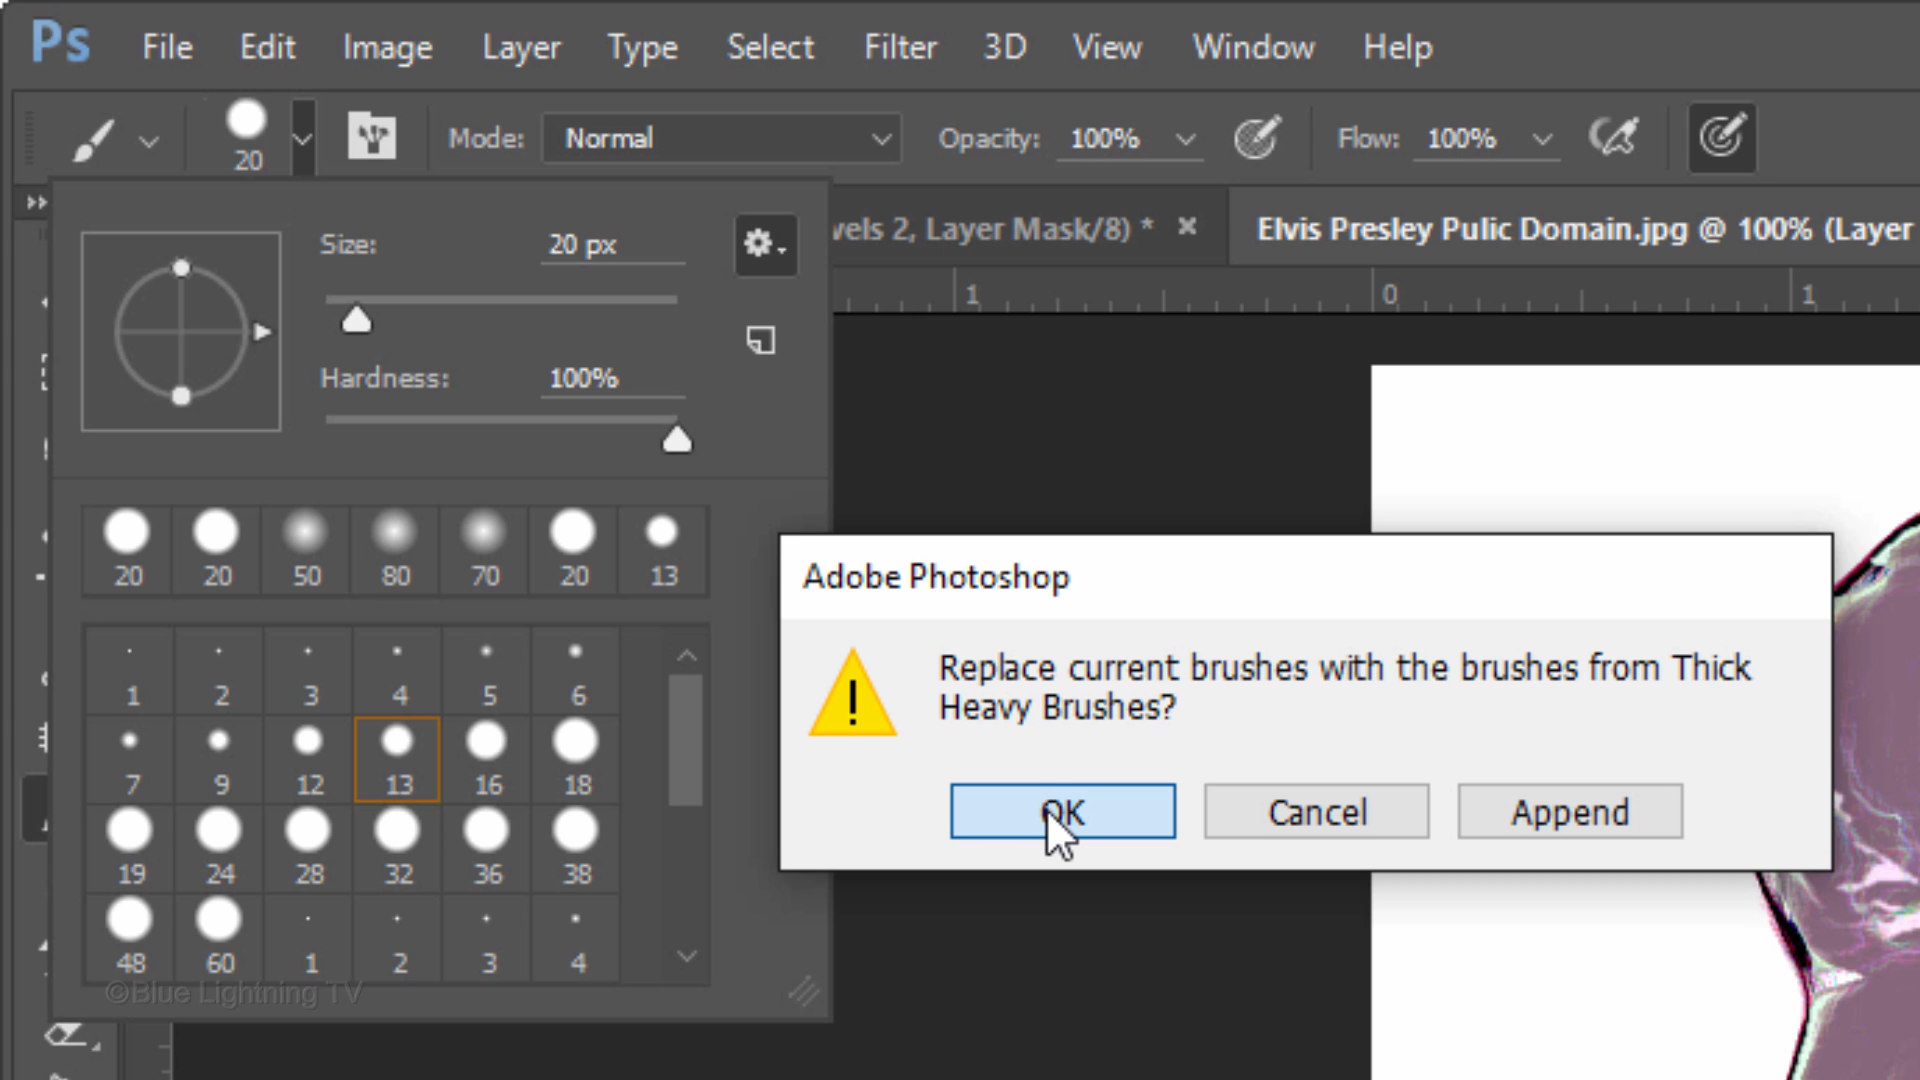 Ps File Edit Image Layer Type Select Filter 3D View Window Help
20 Mode: Normal Opacity: 100% Flow: 100%
vels 2, Layer Mask/8) * Elvis Presley Pulic Domain.jpg @ 100% (Layer
1 0 1
Size: 20 px
Hardness: 100%
20 20 50 80 70 20 13
1 2 3 4 5 6
7 9 12 13 16 18
19 24 28 32 36 38
48 60 1 2 3 4
©Blue Lightning TV
Adobe Photoshop
Replace current brushes with the brushes from Thick
Heavy Brushes?
OK Cancel Append